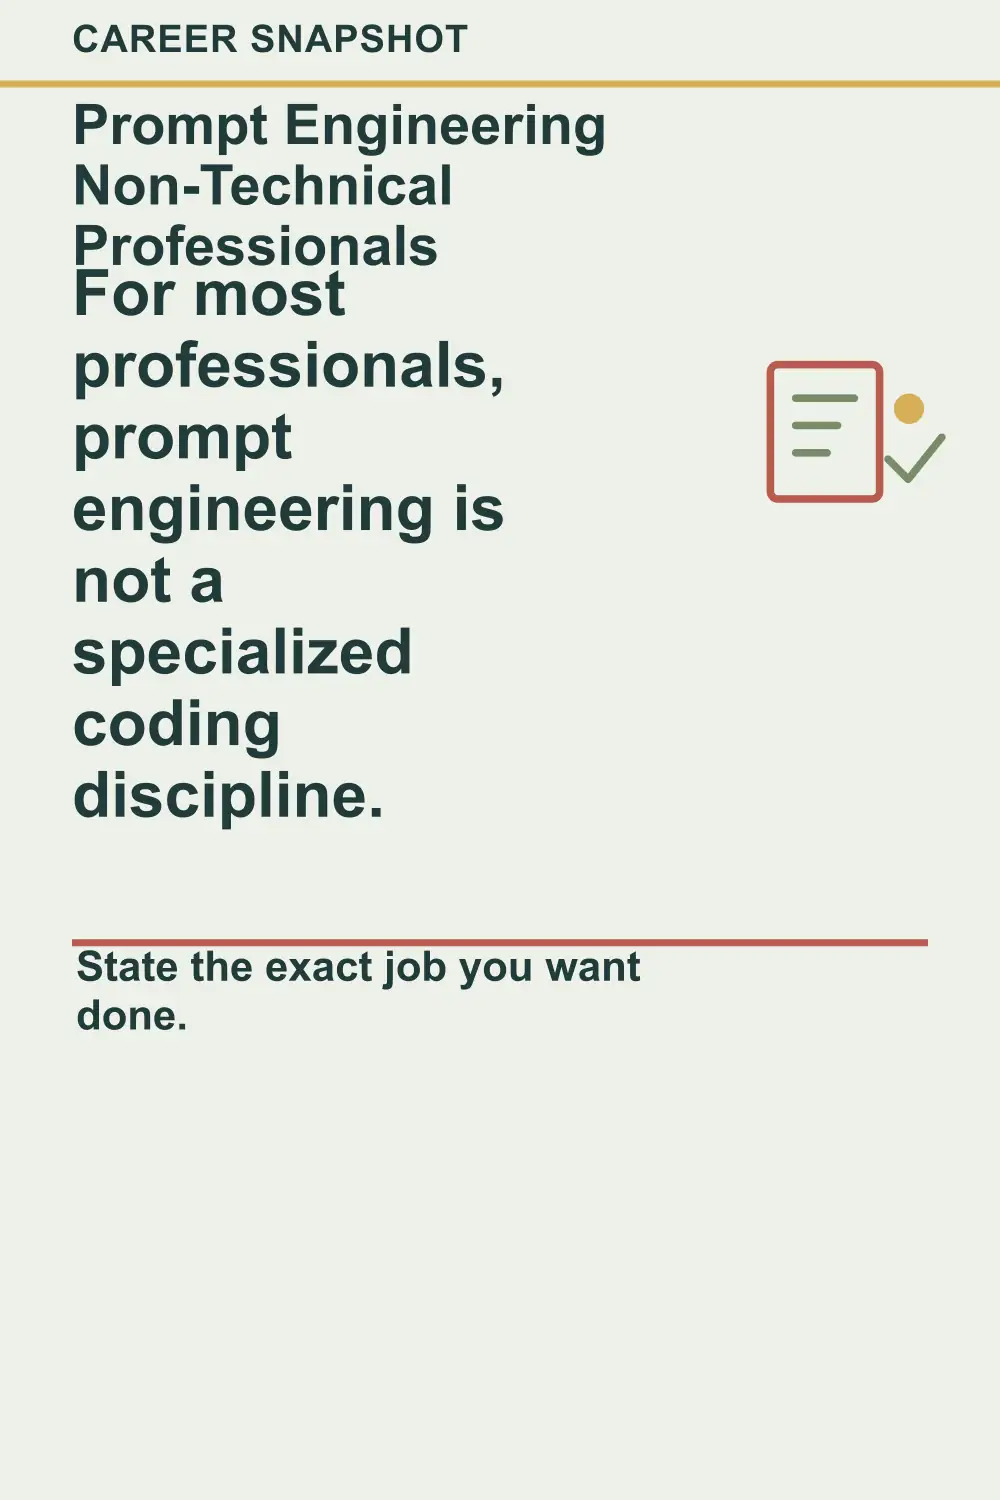 CAREER SNAPSHOT
Prompt Engineering
Non-Technical
Professionals
For most
professionals,
prompt
engineering is
not a
specialized
coding
discipline.
State the exact job you want
done.